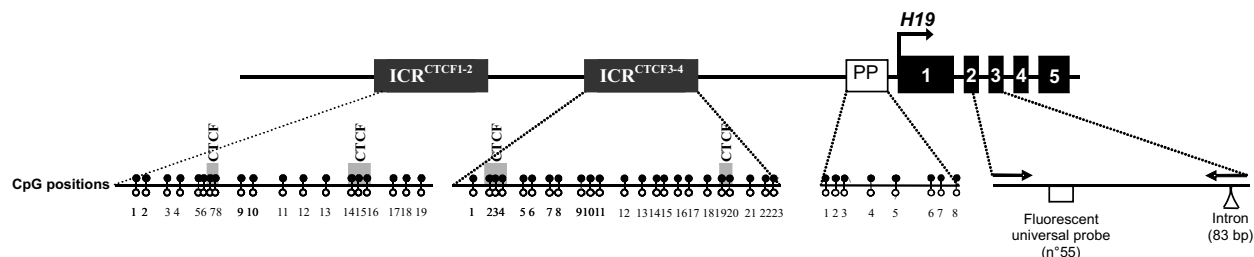 H19
ICR CTCF1-2 ICR CTCF3-4 PP 1 2 3 4 5
CTCF CTCF CTCF CTCF
CpG positions
1 2 3 4 5 6 7 8 9 10 11 12 13 14 15 16 17 18 19
1 2 3 4 5 6 7 8 9 10 11 12 13 14 15 16 17 18 19 20 21 22 23
1 2 3 4 5 6 7 8
Fluorescent
universal probe
(n°55)
Intron
(83 bp)